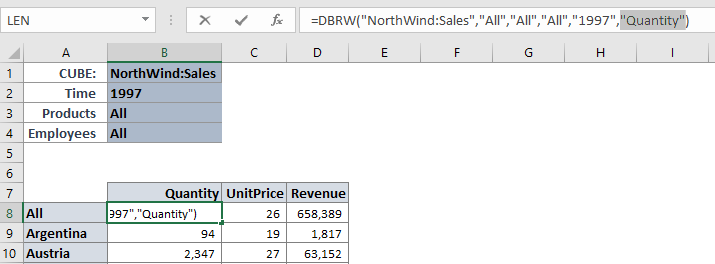 LEN =DBRW("NorthWind:Sales","All","All","All","1997","Quantity")
A B C D E F G H I
1 CUBE: NorthWind:Sales
2 Time 1997
3 Products All
4 Employees All
5
6
7 Quantity UnitPrice Revenue
8 All 997","Quantity") 26 658,389
9 Argentina 94 19 1,817
10 Austria 2,347 27 63,152